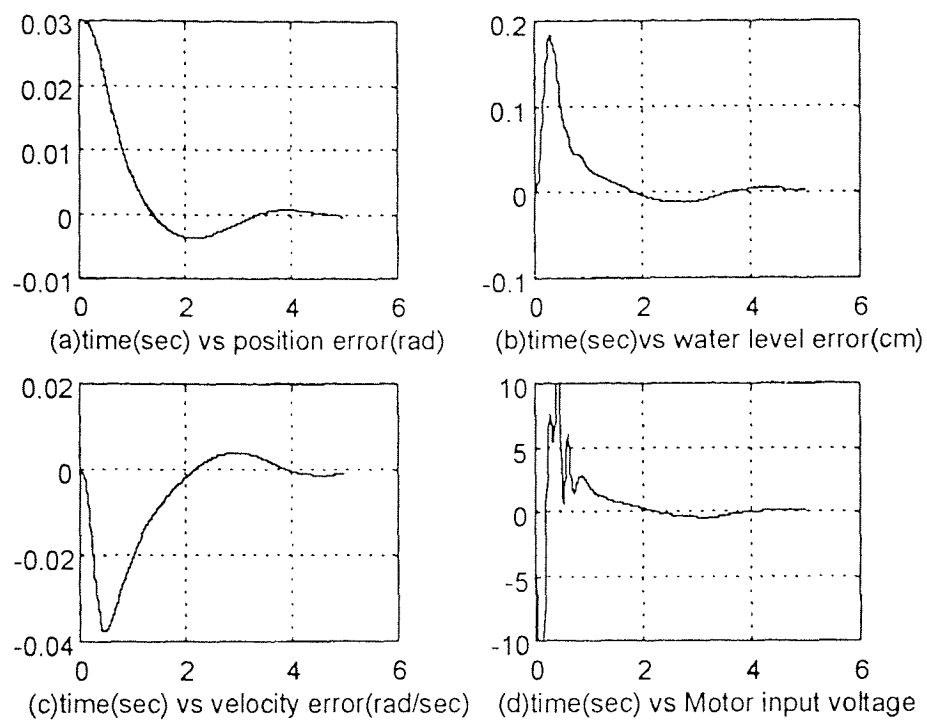 0.03
0.02
0.01
0
-0.01
0 2 4 6
(a)time(sec) vs position error(rad)
0.2
0.1
0
-0.1
0 2 4 6
(b)time(sec)vs water level error(cm)
0.02
0
-0.02
-0.04
0 2 4 6
(c)time(sec) vs velocity error(rad/sec)
10
5
0
-5
-10
0 2 4 6
(d)time(sec) vs Motor input voltage